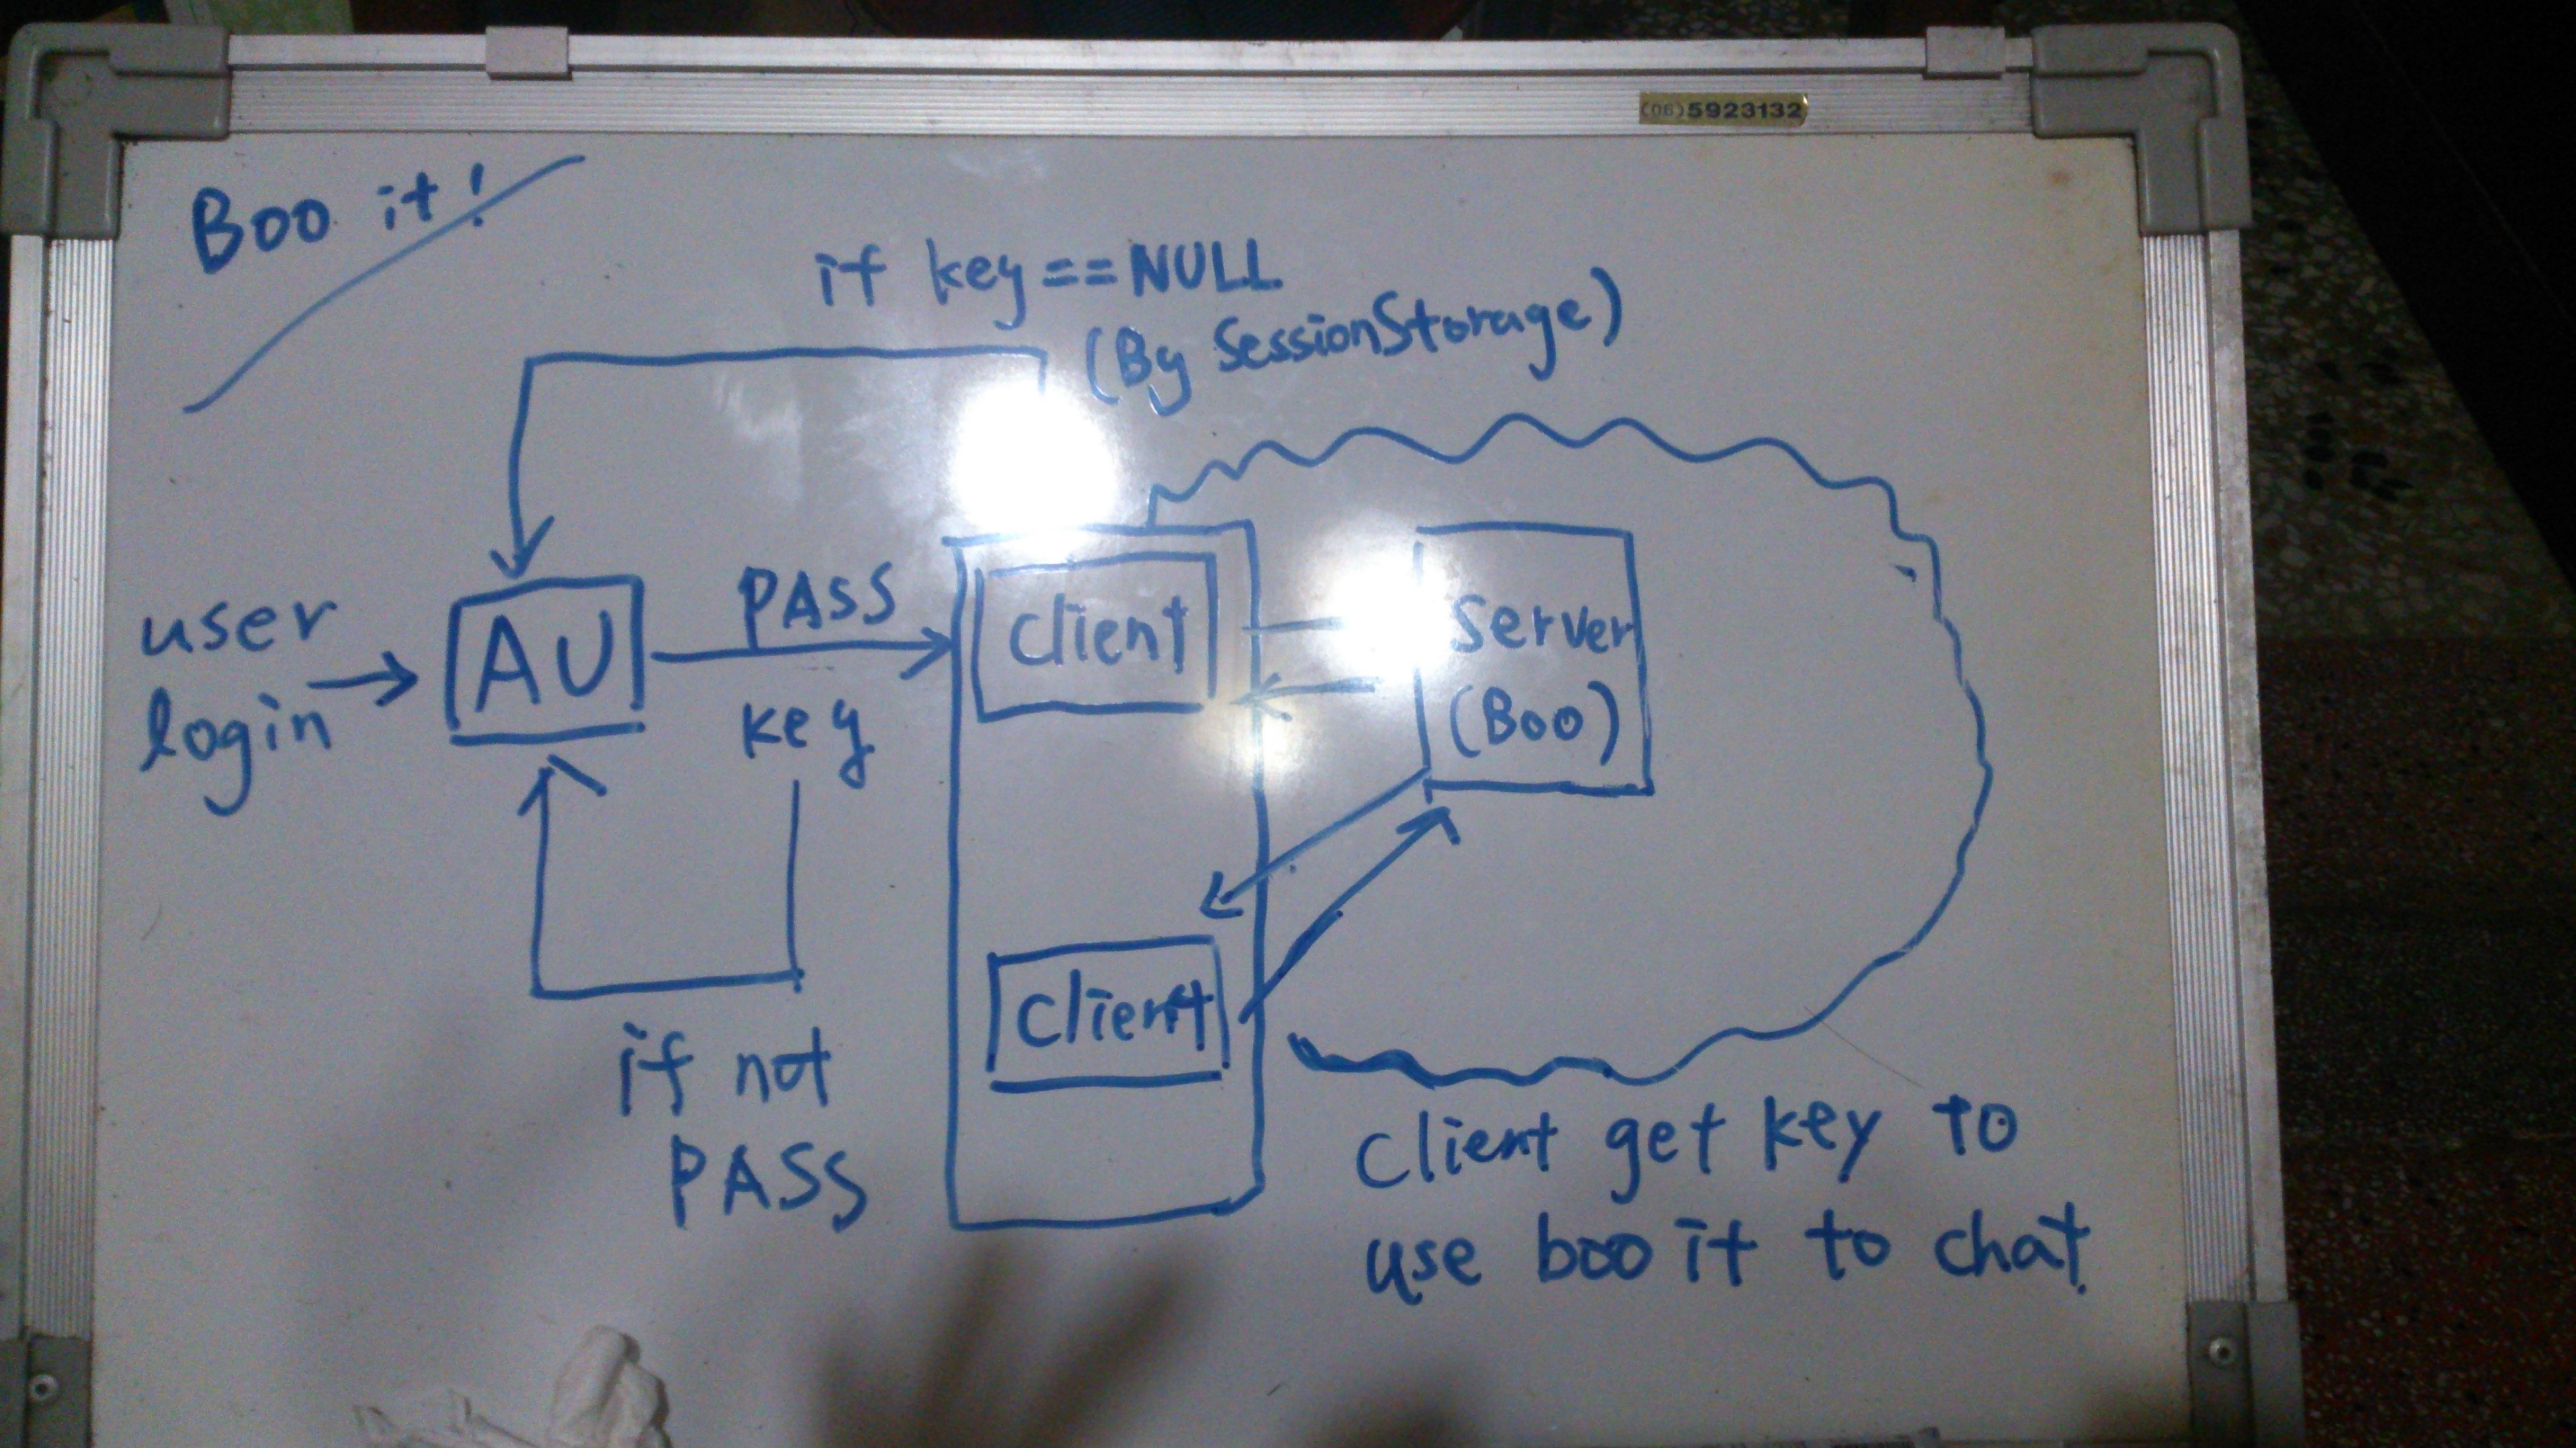 (06)5923132
Boo it!
if key==NULL
(By SessionStorage)
user
login
AU
PASS
key
client
Server
(Boo)
client
if not
PASS
Client get key to
use boo it to chat